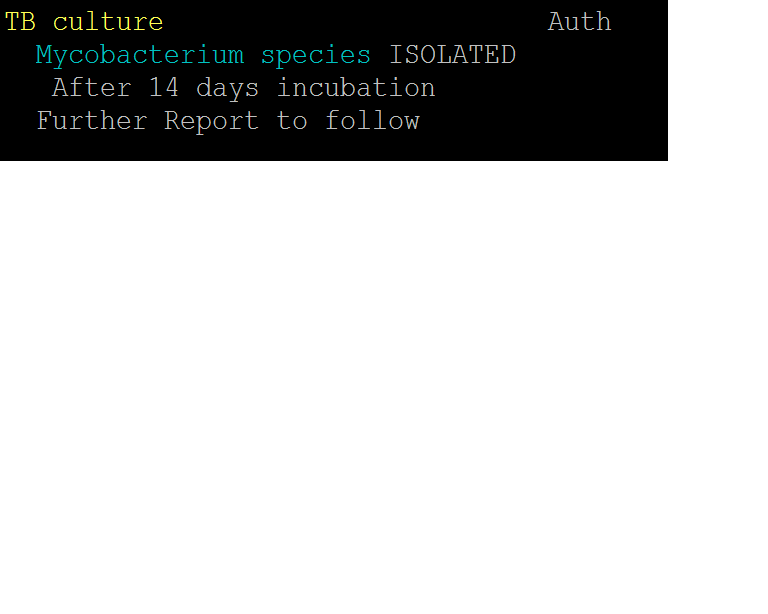 TB culture Auth
Mycobacterium species ISOLATED
After 14 days incubation
Further Report to follow